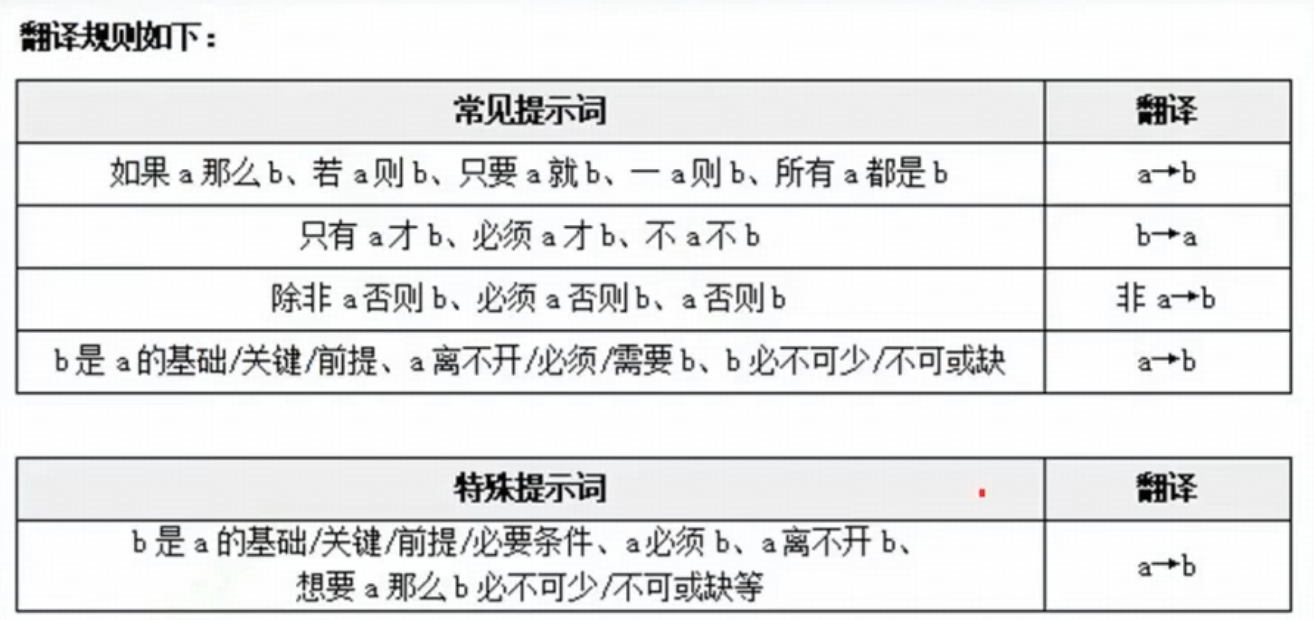 翻译规则如下：
常见提示词 翻译
如果 a 那么 b、若 a 则 b、只要 a 就 b、一 a 则 b、所有 a 都是 b a→b
只有 a 才 b、必须 a 才 b、不 a 不 b b→a
除非 a 否则 b、必须 a 否则 b、a 否则 b 非 a→b
b 是 a 的基础/关键/前提、a 离不开/必须/需要 b、b 必不可少/不可或缺 a→b
特殊提示词 翻译
b 是 a 的基础/关键/前提/必要条件、a 必须 b、a 离不开 b、
想要 a 那么 b 必不可少/不可或缺等 a→b